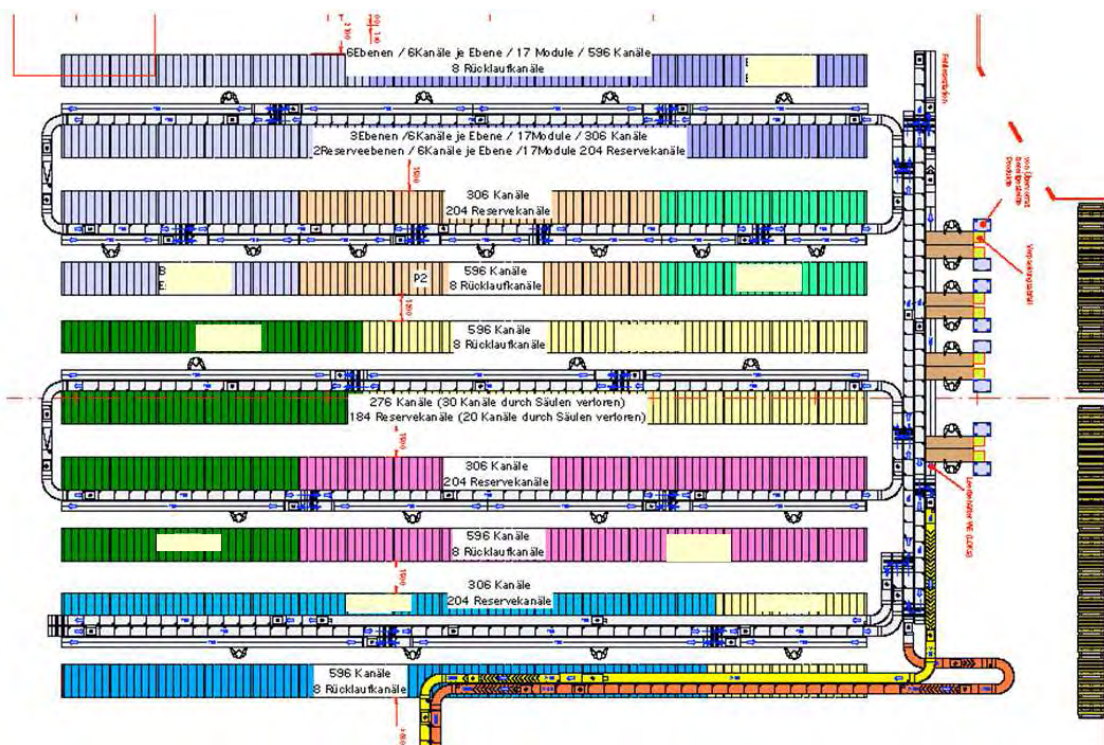 6Ebenen / 6Kanäle je Ebene / 17 Module / 596 Kanäle
8 Rücklaufkanäle
3Ebenen /6Kanäle je Ebene / 17Module / 306 Kanäle
2Reserveebenen /6Kanäle je Ebene /17Module 204 Reservekanäle
306 Kanäle
204 Reservekanäle
B
E
P2
596 Kanäle
8 Rücklaufkanäle
596 Kanäle
8 Rücklaufkanäle
276 Kanäle (30 Kanäle durch Säulen verloren)
184 Reservekanäle (20 Kanäle durch Säulen verloren)
306 Kanäle
204 Reservekanäle
596 Kanäle
8 Rücklaufkanäle
306 Kanäle
204 Reservekanäle
596 Kanäle
8 Rücklaufkanäle